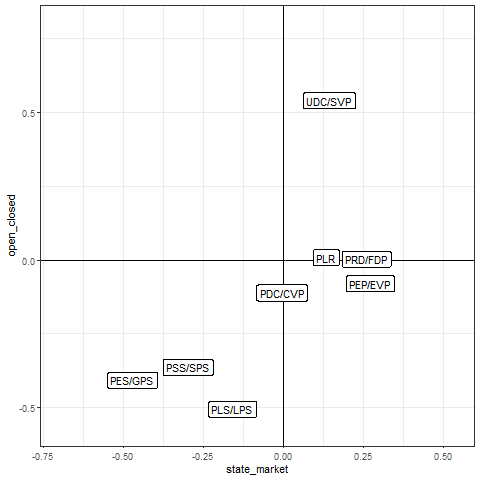 UDC/SVP
0.5
PLR
PRD/FDP
0.0
PEP/EVP
PDC/CVP
PSS/SPS
PES/GPS
PLS/LPS
-0.5
-0.75
-0.50
-0.25
0.00
0.25
0.50
state_market
open_closed